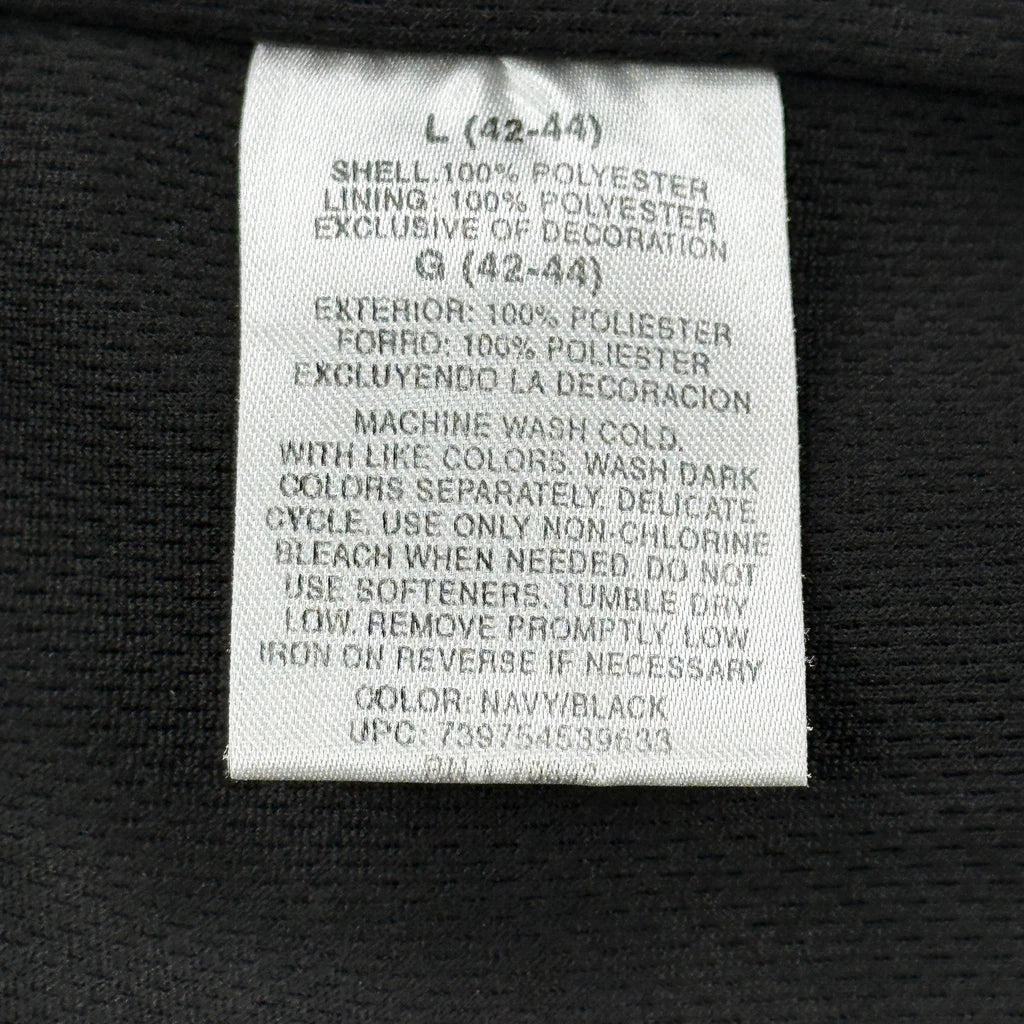 L (42-44)
SHELL: 100% POLYESTER
LINING: 100% POLYESTER
EXCLUSIVE OF DECORATION
G (42-44)
EXTERIOR: 100% POLIESTER
FORRO: 100% POLIESTER
EXCLUYENDO LA DECORACION
MACHINE WASH COLD.
WITH LIKE COLORS. WASH DARK
COLORS SEPARATELY. DELICATE
CYCLE. USE ONLY NON-CHLORINE
BLEACH WHEN NEEDED. DO NOT
USE SOFTENERS. TUMBLE DRY
LOW. REMOVE PROMPTLY. LOW
IRON ON REVERSE IF NECESSARY
COLOR: NAVY/BLACK
UPC: 739754539633